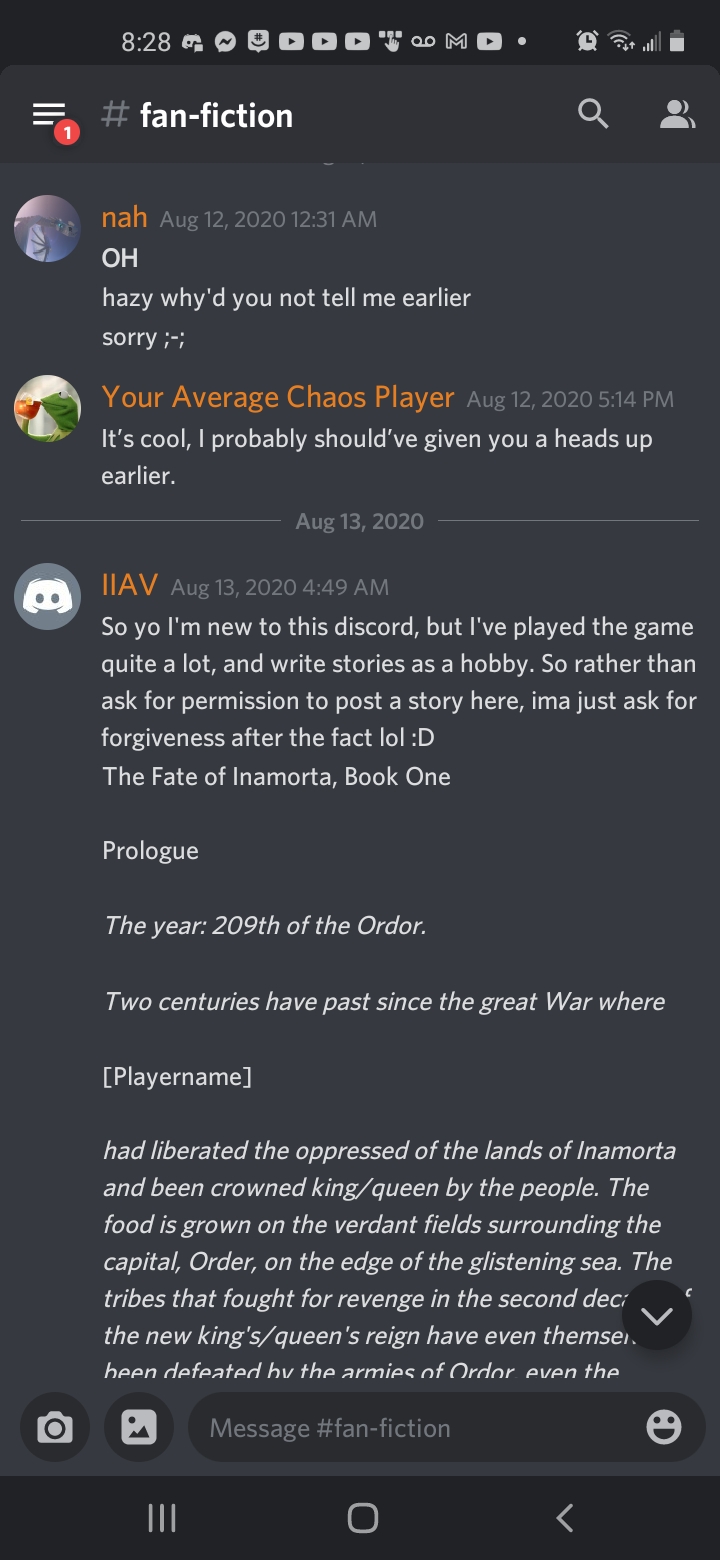 8:28
1
# fan-fiction
nah Aug 12, 2020 12:31 AM
OH
hazy why'd you not tell me earlier
sorry ;-;
Your Average Chaos Player Aug 12, 2020 5:14 PM
It’s cool, I probably should’ve given you a heads up
earlier.
Aug 13, 2020
IIAV Aug 13, 2020 4:49 AM
So yo I'm new to this discord, but I've played the game
quite a lot, and write stories as a hobby. So rather than
ask for permission to post a story here, ima just ask for
forgiveness after the fact lol :D
The Fate of Inamorta, Book One
Prologue
The year: 209th of the Ordor.
Two centuries have past since the great War where
[Playername]
had liberated the oppressed of the lands of Inamorta
and been crowned king/queen by the people. The
food is grown on the verdant fields surrounding the
capital, Order, on the edge of the glistening sea. The
tribes that fought for revenge in the second
the new king's/queen's reign have even
been defeated by the armies of Ordor, even the
Message #fan-fiction